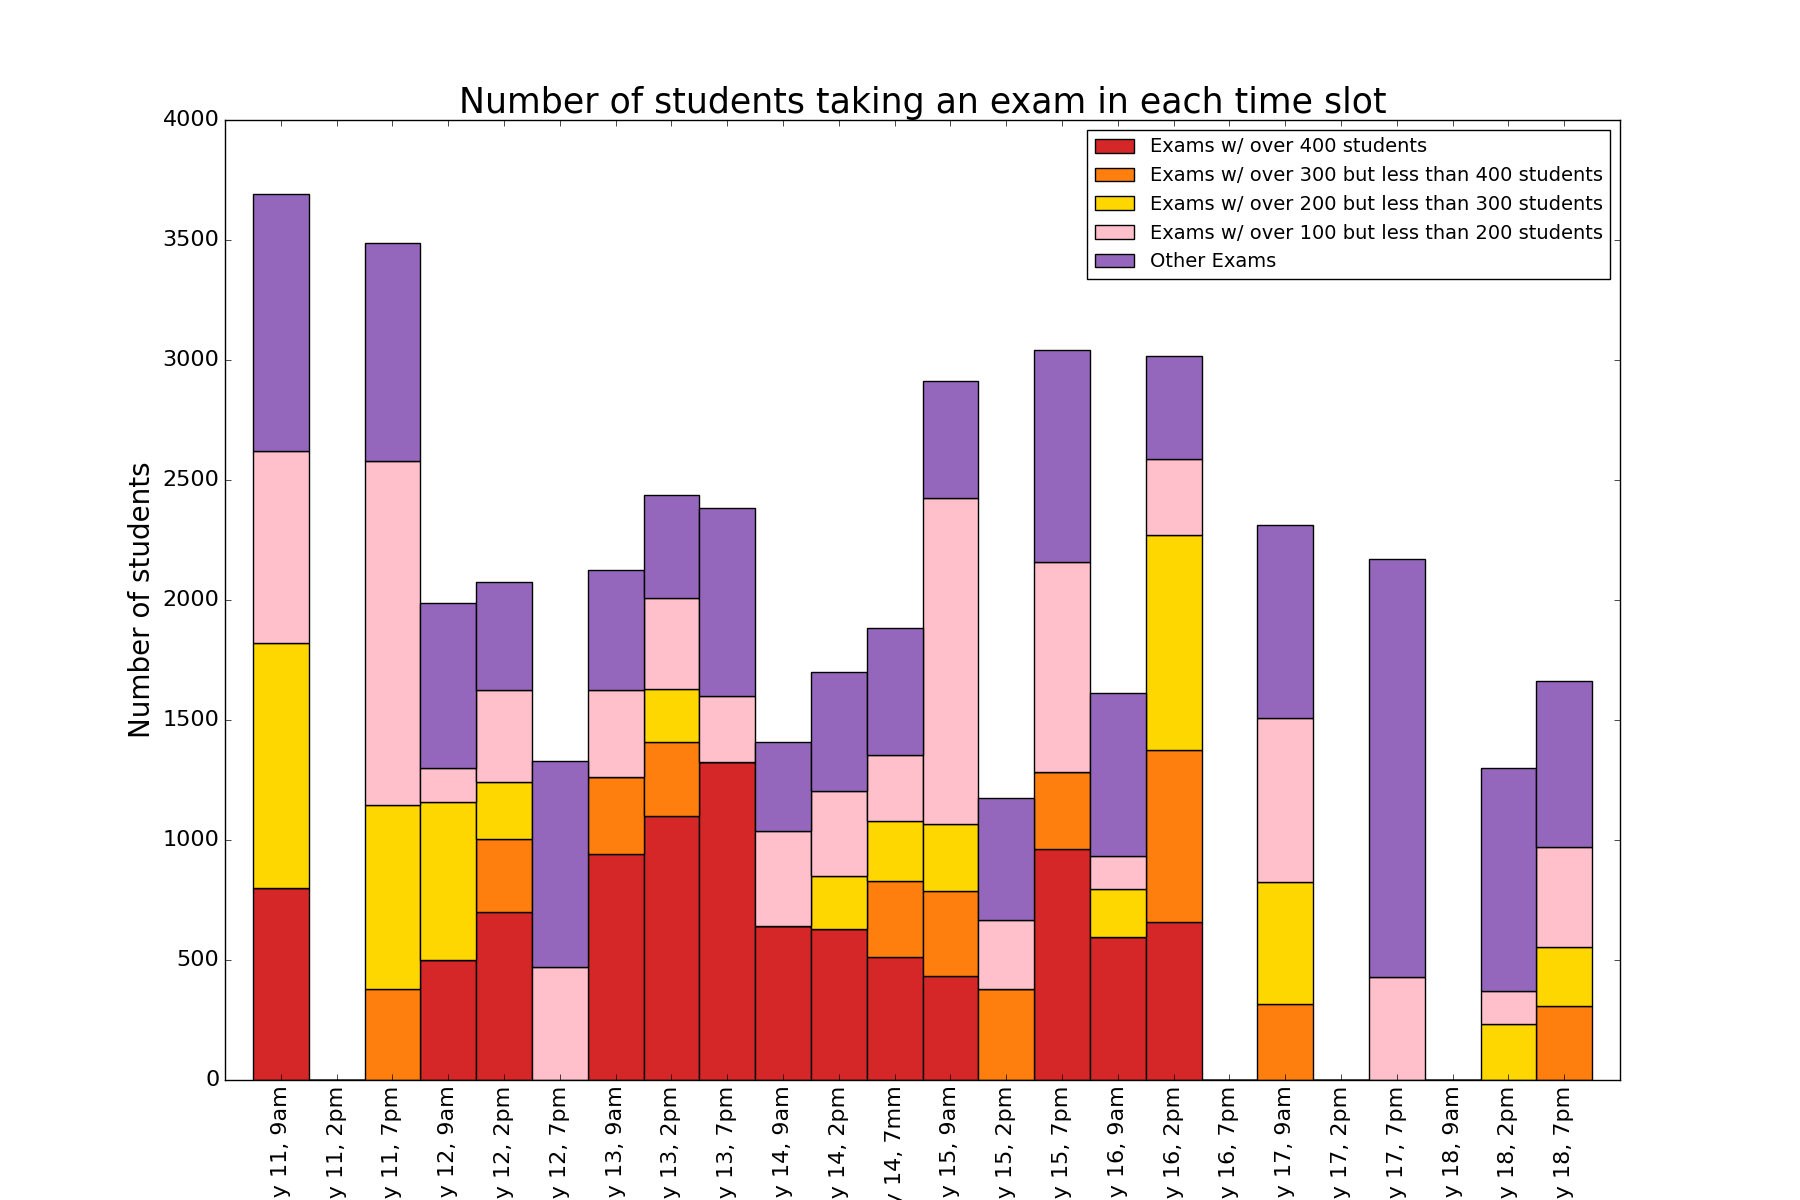 Number of students taking an exam in each time slot
4000
3500
3000
2500
2000
1500
1000
500
0
Number of students
Exams w/ over 400 students
Exams w/ over 300 but less than 400 students
Exams w/ over 200 but less than 300 students
Exams w/ over 100 but less than 200 students
Other Exams
y 11, 9am
y 11, 2pm
y 11, 7pm
y 12, 9am
y 12, 2pm
y 12, 7pm
y 13, 9am
y 13, 2pm
y 13, 7pm
y 14, 9am
y 14, 2pm
y 14, 7mm
y 15, 9am
y 15, 2pm
y 15, 7pm
y 16, 9am
y 16, 2pm
y 16, 7pm
y 17, 9am
y 17, 2pm
y 17, 7pm
y 18, 9am
y 18, 2pm
y 18, 7pm